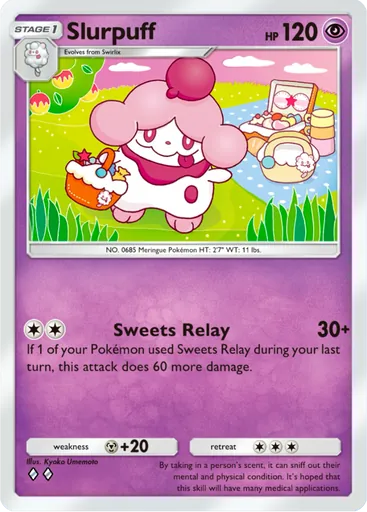 STAGE 1
Slurpuff
HP 120
Evolves from Swirlix
NO. 0685 Meringue Pokémon HT: 2'7" WT: 11 lbs.
Sweets Relay 30+
If 1 of your Pokémon used Sweets Relay during your last
turn, this attack does 60 more damage.
weakness +20 retreat
Illus. Kyoko Umemoto
By taking in a person's scent, it can sniff out their
mental and physical condition. It's hoped that
this skill will have many medical applications.